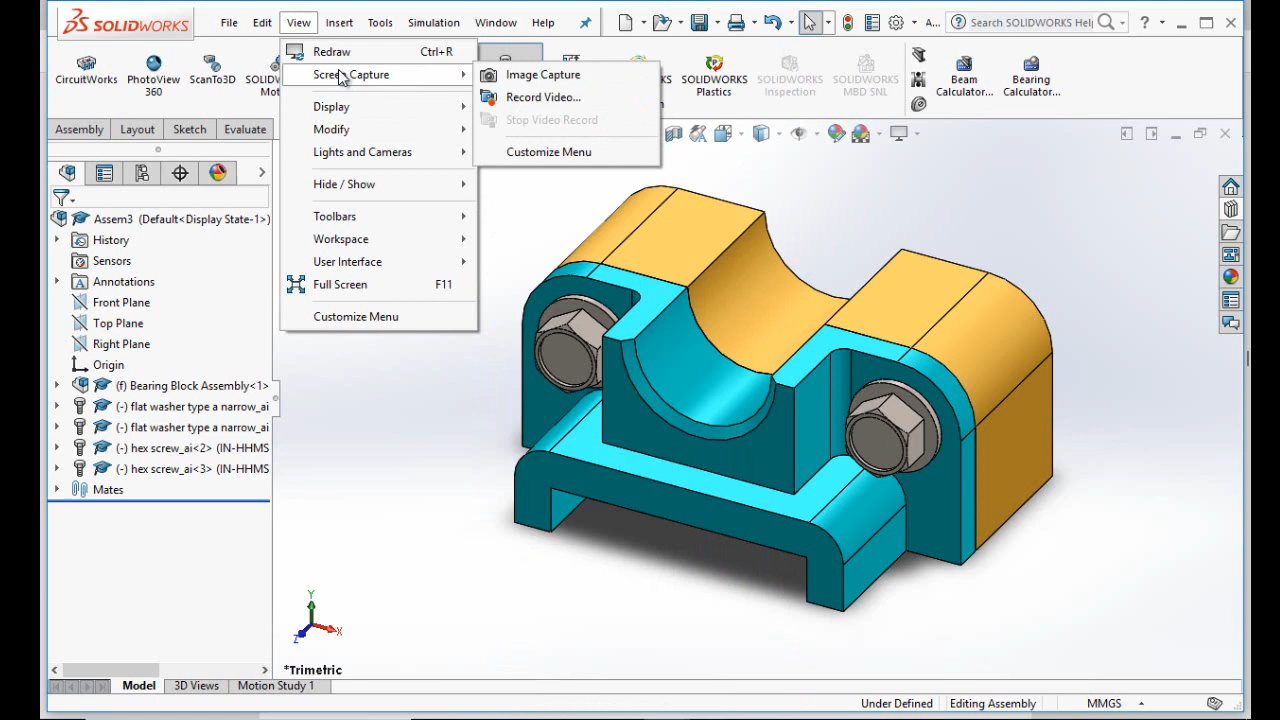 SOLIDWORKS File Edit View Insert Tools Simulation Window Help A... Search SOLIDWORKS Hel ?
CircuitWorks PhotoView 360 ScanTo3D SOLIDWORKS Plastics SOLIDWORKS Inspection SOLIDWORKS MBD SNL Beam Calculator... Bearing Calculator...
Assembly Layout Sketch Evaluate
Redraw Ctrl+R
Capture
Display
Modify
Lights and Cameras
Hide / Show
Toolbars
Workspace
User Interface
Full Screen F11
Customize Menu
Image Capture
Record Video...
Stop Video Record
Customize Menu
Assem3 (Default<Display State-1>)
History
Sensors
Annotations
Front Plane
Top Plane
Right Plane
Origin
(f) Bearing Block Assembly<1>
(-) flat washer type a narrow_ai
(-) flat washer type a narrow_ai
(-) hex screw_ai<2> (IN-HHMS
(-) hex screw_ai<3> (IN-HHMS
Mates
Y
Z X
*Trimetric
Model 3D Views Motion Study 1
Under Defined Editing Assembly MMGS